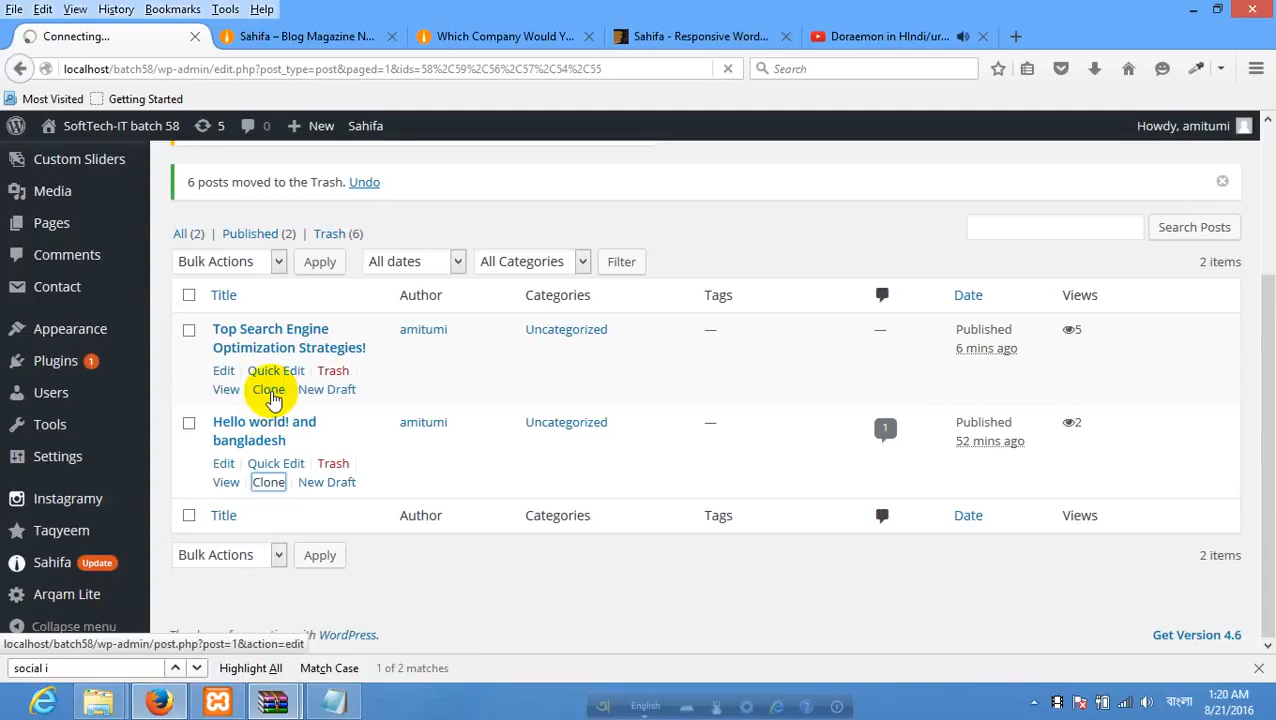 File Edit View History Bookmarks Tools Help
Connecting... Sahifa – Blog Magazine N... Which Company Would Y... Sahifa - Responsive Word... Doraemon in HIndi/ur...
localhost/batch58/wp-admin/edit.php?post_type=post&paged=1&ids=58%2C59%2C56%2C57%2C54%2C55 Search
Most Visited Getting Started
SoftTech-IT batch 58 5 0 New Sahifa Howdy, amitumi
Custom Sliders
Media
Pages
Comments
Contact
Appearance
Plugins 1
Users
Tools
Settings
Instagramy
Taqyeem
Sahifa Update
Arqam Lite
Collapse menu
6 posts moved to the Trash. Undo
All (2) | Published (2) | Trash (6)
Search Posts
Bulk Actions Apply All dates All Categories Filter 2 items
Title Author Categories Tags Date Views
Top Search Engine Optimization Strategies! amitumi Uncategorized — — Published 5
6 mins ago
Edit | Quick Edit | Trash |
View | Clone | New Draft
Hello world! and bangladesh amitumi Uncategorized — 1 Published 2
52 mins ago
Edit | Quick Edit | Trash |
View | Clone | New Draft
Title Author Categories Tags Date Views
Bulk Actions Apply 2 items
WordPress. Get Version 4.6
localhost/batch58/wp-admin/post.php?post=1&action=edit
social i Highlight All Match Case 1 of 2 matches
English
বাংলা
1:20 AM
8/21/2016